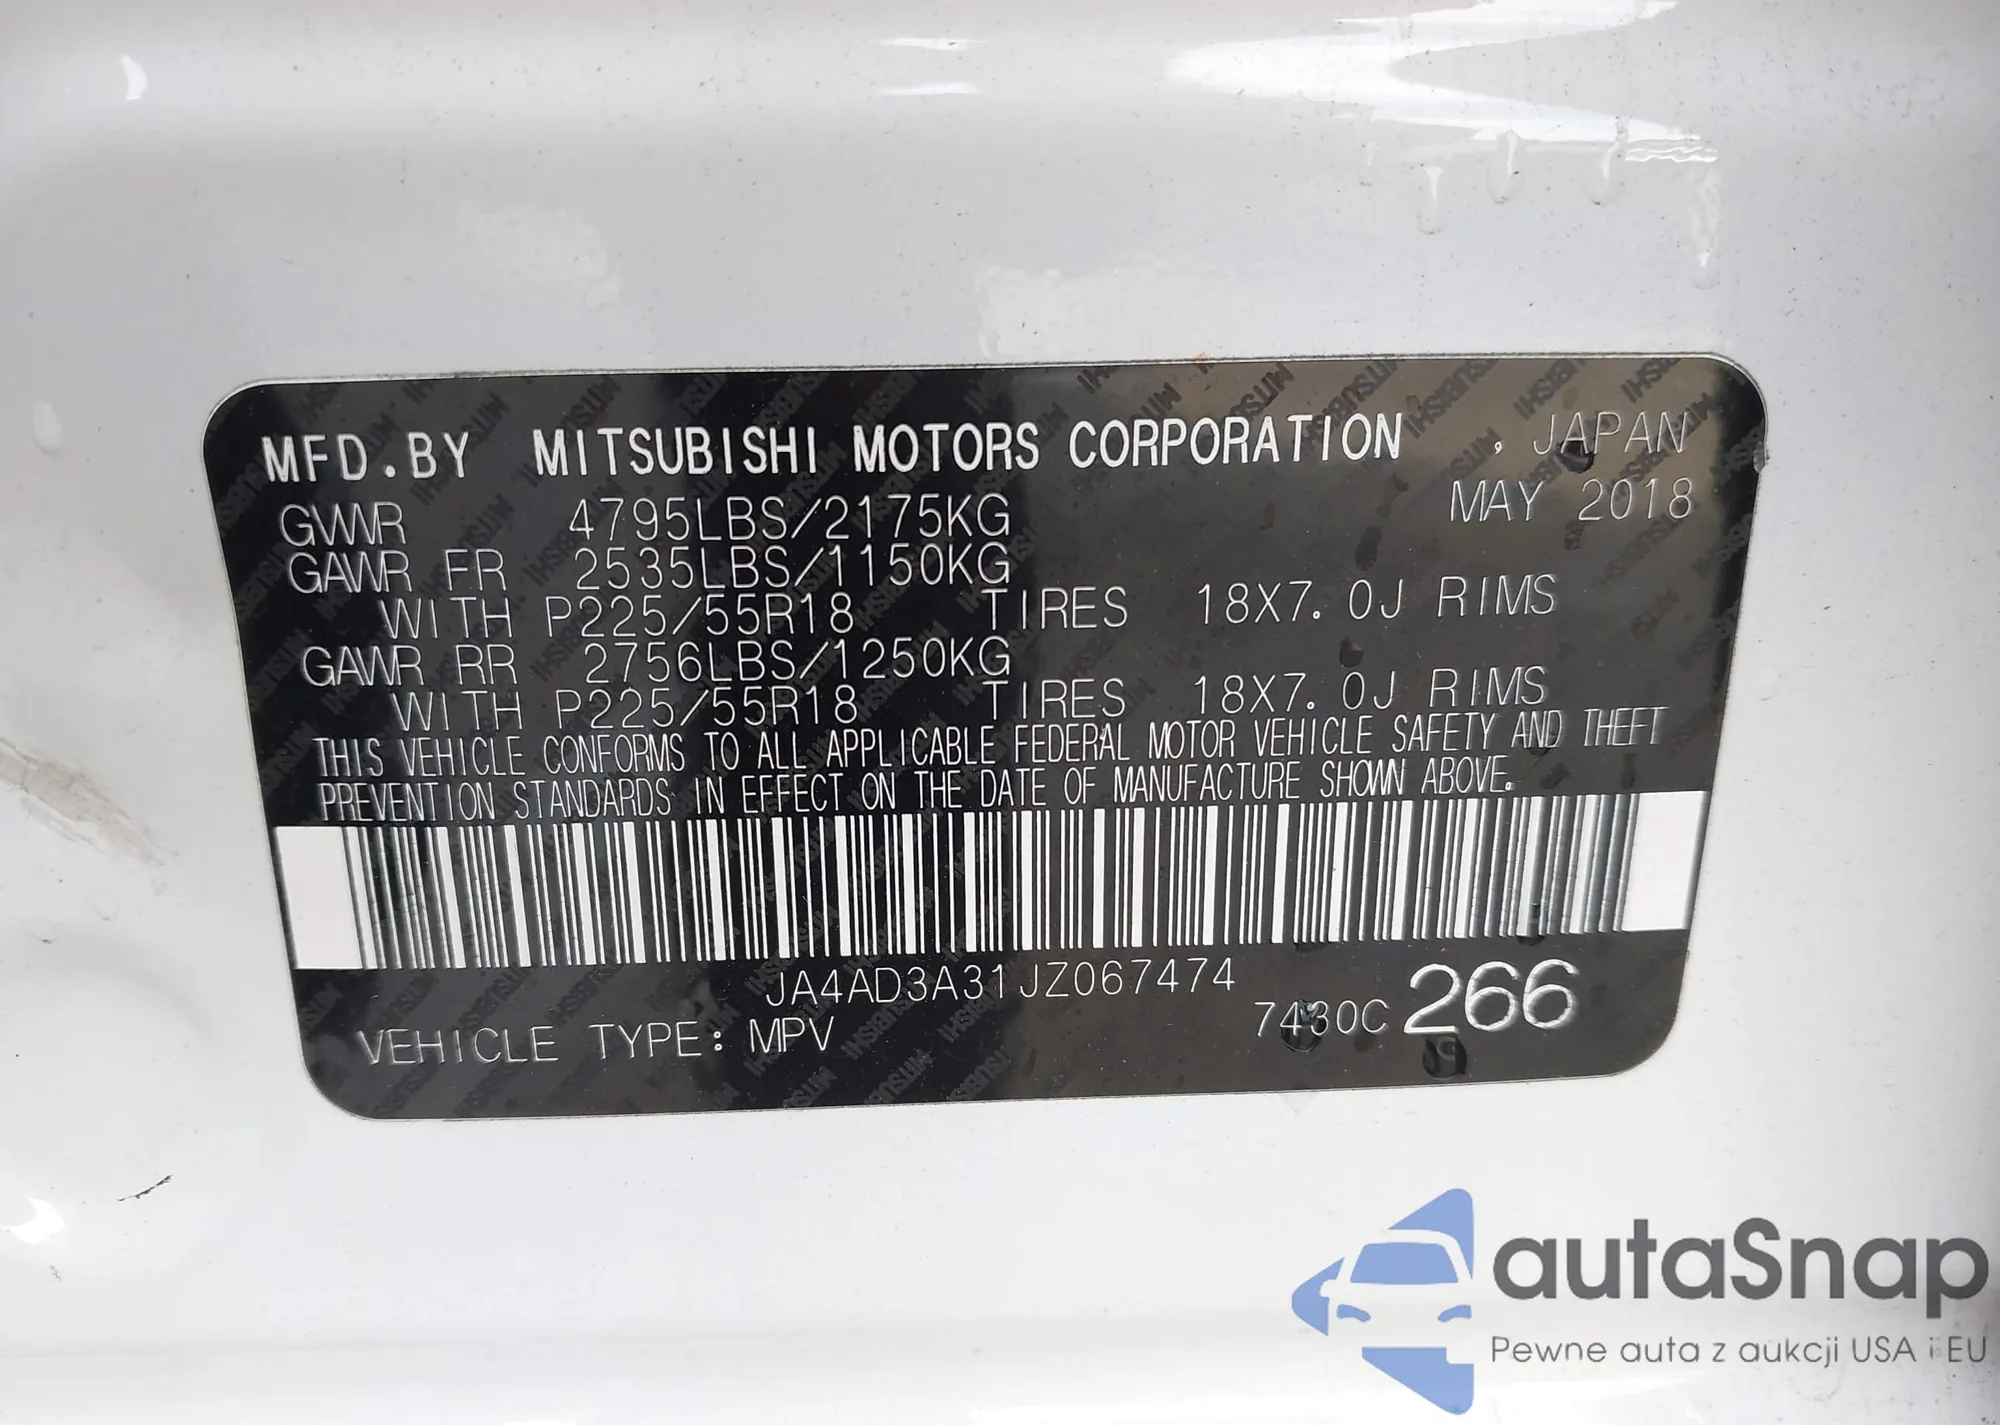 MFD.BY MITSUBISHI MOTORS CORPORATION , JAPAN
GVWR 4795LBS/2175KG MAY 2018
GAWR FR 2535LBS/1150KG
WITH P225/55R18 TIRES 18X7.0J RIMS
GAWR RR 2756LBS/1250KG
WITH P225/55R18 TIRES 18X7.0J RIMS
THIS VEHICLE CONFORMS TO ALL APPLICABLE FEDERAL MOTOR VEHICLE SAFETY AND THEFT
PREVENTION STANDARDS IN EFFECT ON THE DATE OF MANUFACTURE SHOWN ABOVE.
JA4AD3A31JZ067474
7430C 266
VEHICLE TYPE: MPV
autaSnap
Pewne auta z aukcji USA i EU